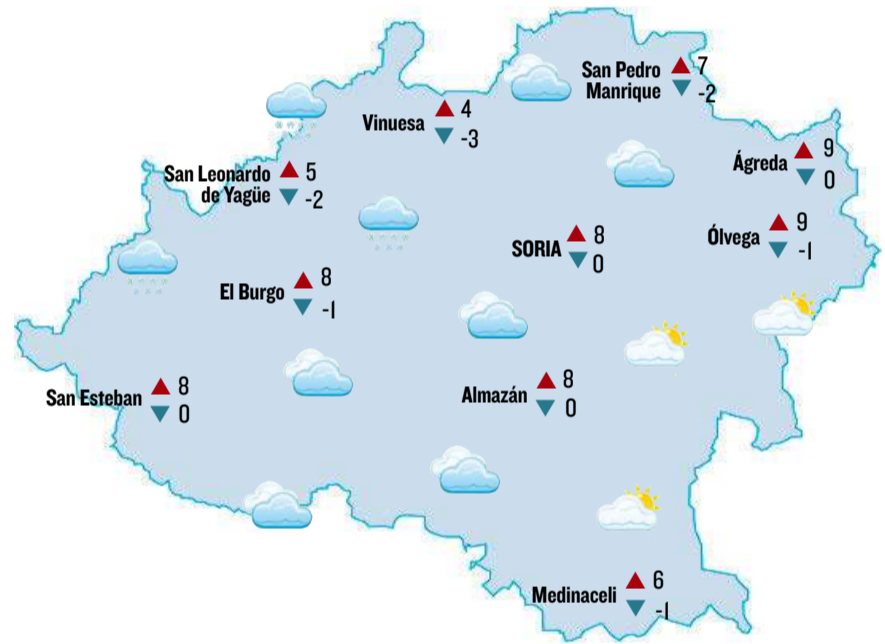 San Pedro
Manrique
7
-2
Vinuesa
4
-3
Ágreda
9
0
San Leonardo
de Yagüe
5
-2
Ólvega
9
-1
SORIA
8
0
El Burgo
8
-1
San Esteban
8
0
Almazán
8
0
Medinaceli
6
-1